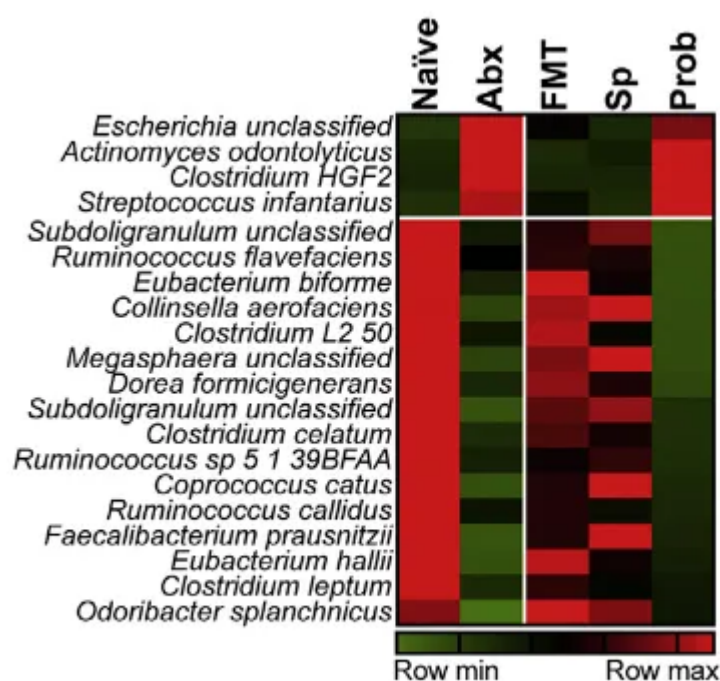 Naïve Abx FMT Sp Prob
Escherichia unclassified
Actinomyces odontolyticus
Clostridium HGF2
Streptococcus infantarius
Subdoligranulum unclassified
Ruminococcus flavefaciens
Eubacterium biforme
Collinsella aerofaciens
Clostridium L2 50
Megasphaera unclassified
Dorea formicigenerans
Subdoligranulum unclassified
Clostridium celatum
Ruminococcus sp 5 1 39BFAA
Coprococcus catus
Ruminococcus callidus
Faecalibacterium prausnitzii
Eubacterium hallii
Clostridium leptum
Odoribacter splanchnicus
Row min Row max